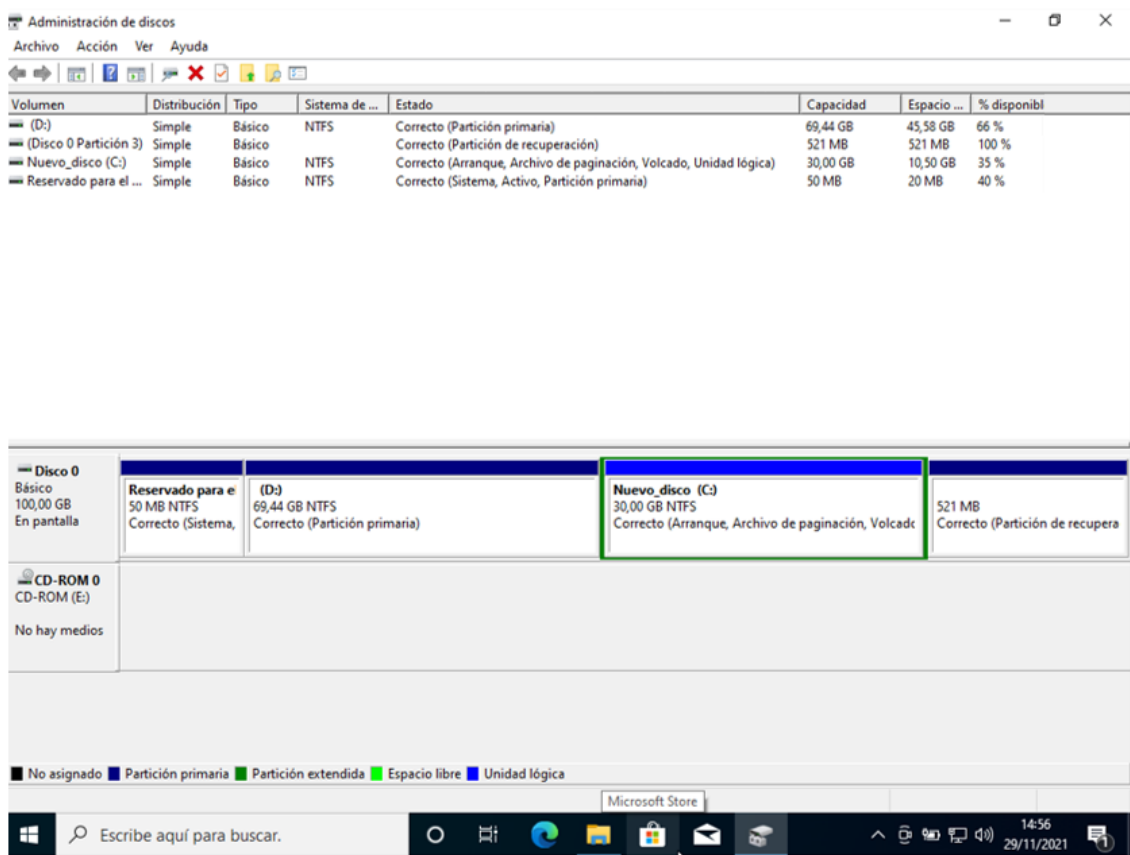 Administración de discos
Archivo Acción Ver Ayuda
Volumen Distribución Tipo Sistema de ... Estado Capacidad Espacio ... % disponibl
(D:) Simple Básico NTFS Correcto (Partición primaria) 69,44 GB 45,58 GB 66 %
(Disco 0 Partición 3) Simple Básico Correcto (Partición de recuperación) 521 MB 521 MB 100 %
Nuevo_disco (C:) Simple Básico NTFS Correcto (Arranque, Archivo de paginación, Volcado, Unidad lógica) 30,00 GB 10,50 GB 35 %
Reservado para el ... Simple Básico NTFS Correcto (Sistema, Activo, Partición primaria) 50 MB 20 MB 40 %
Disco 0
Básico
100,00 GB
En pantalla
Reservado para el
50 MB NTFS
Correcto (Sistema,
(D:)
69,44 GB NTFS
Correcto (Partición primaria)
Nuevo_disco (C:)
30,00 GB NTFS
Correcto (Arranque, Archivo de paginación, Volcadc
521 MB
Correcto (Partición de recupera
CD-ROM 0
CD-ROM (E:)
No hay medios
No asignado Partición primaria Partición extendida Espacio libre Unidad lógica
Microsoft Store
Escribe aquí para buscar.
14:56
29/11/2021
1